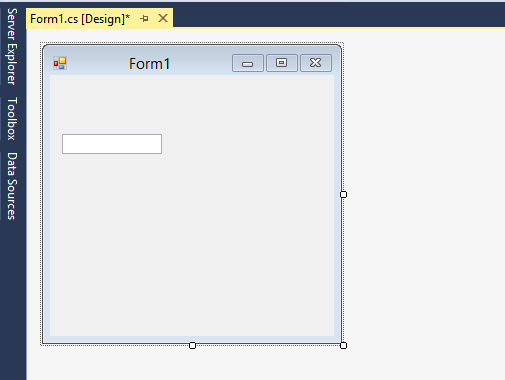 Form1.cs [Design]*
Server Explorer
Toolbox
Data Sources
Form1